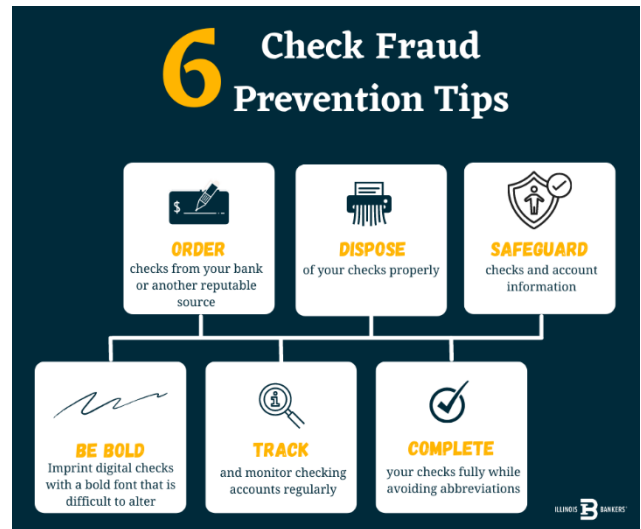 6 Check Fraud
Prevention Tips
$
ORDER
checks from your bank
or another reputable
source
DISPOSE
of your checks properly
SAFEGUARD
checks and account
information
BE BOLD
Imprint digital checks
with a bold font that is
difficult to alter
i
TRACK
and monitor checking
accounts regularly
COMPLETE
your checks fully while
avoiding abbreviations
ILLINOIS B BANKERS